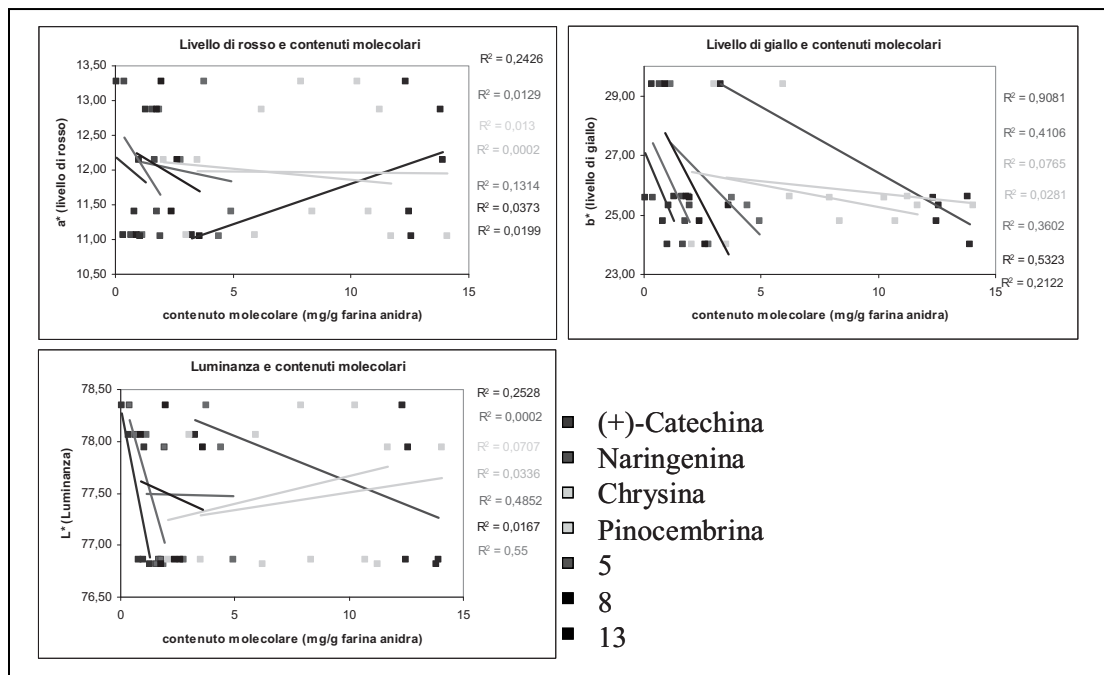 Livello di rosso e contenuti molecolari
R² = 0,2426
R² = 0,0129
R² = 0,013
R² = 0,0002
R² = 0,1314
R² = 0,0373
R² = 0,0199
a* (livello di rosso)
13,50
13,00
12,50
12,00
11,50
11,00
10,50
0
5
10
15
contenuto molecolare (mg/g farina anidra)
Livello di giallo e contenuti molecolari
R² = 0,9081
R² = 0,4106
R² = 0,0765
R² = 0,0281
R² = 0,3602
R² = 0,5323
R² = 0,2122
b* (livello di giallo)
29,00
27,00
25,00
23,00
0
5
10
15
contenuto molecolare (mg/g farina anidra)
Luminanza e contenuti molecolari
R² = 0,2528
R² = 0,0002
R² = 0,0707
R² = 0,0336
R² = 0,4852
R² = 0,0167
R² = 0,55
L* (Luminanza)
78,50
78,00
77,50
77,00
76,50
0
5
10
15
contenuto molecolare (mg/g farina anidra)
(+)-Catechina
Naringenina
Chrysina
Pinocembrina
5
8
13